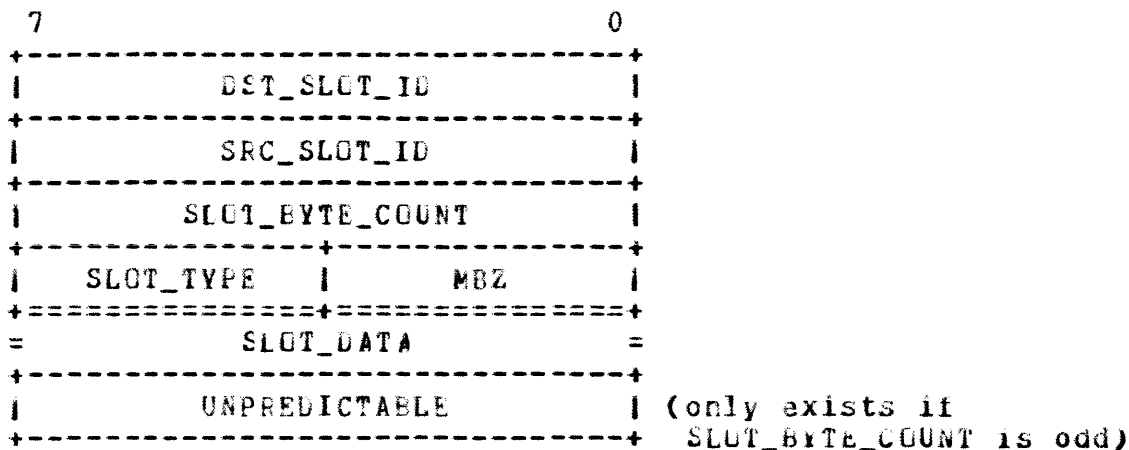 7 0
DST_SLOT_ID
SRC_SLOT_ID
SLOT_BYTE_COUNT
SLOT_TYPE | MBZ
= SLOT_DATA =
UNPREDICTABLE (only exists if
SLOT_BYTE_COUNT is odd)